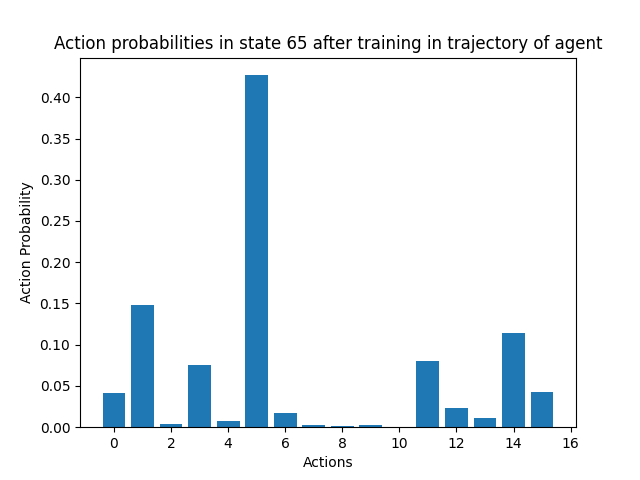 Action probabilities in state 65 after training in trajectory of agent
0.40
0.35
0.30
0.25
0.20
0.15
0.10
0.05
0.00
Action Probability
0 2 4 6 8 10 12 14 16
Actions